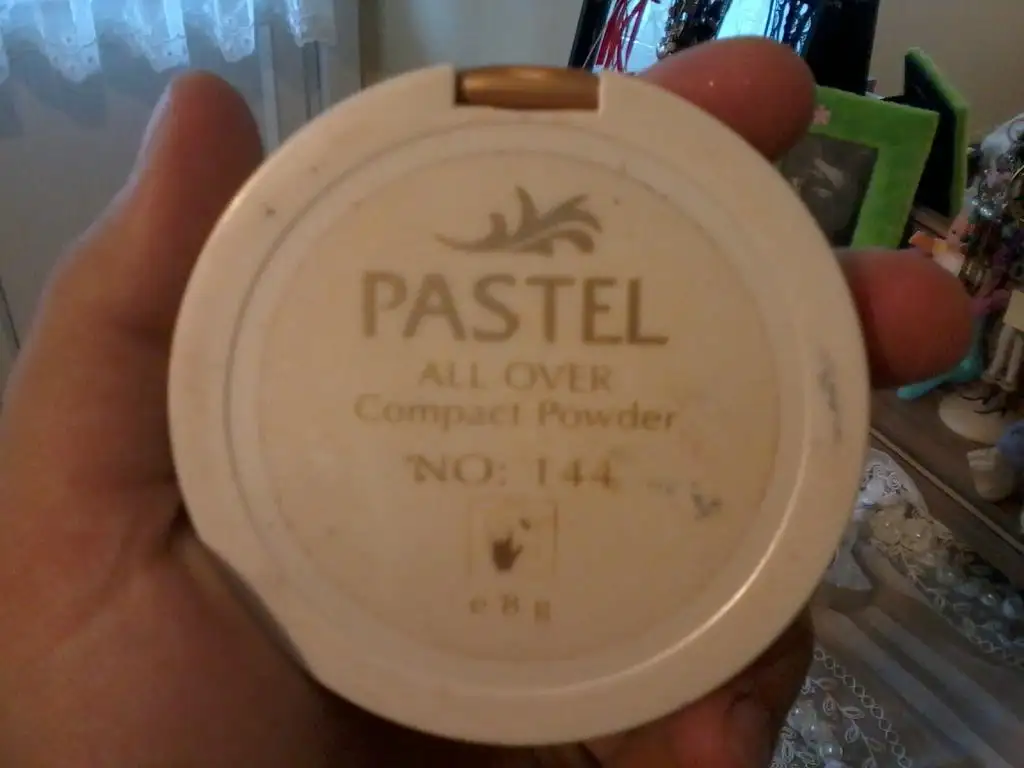 PASTEL
ALL OVER
Compact Powder
NO: 144
e 8 g